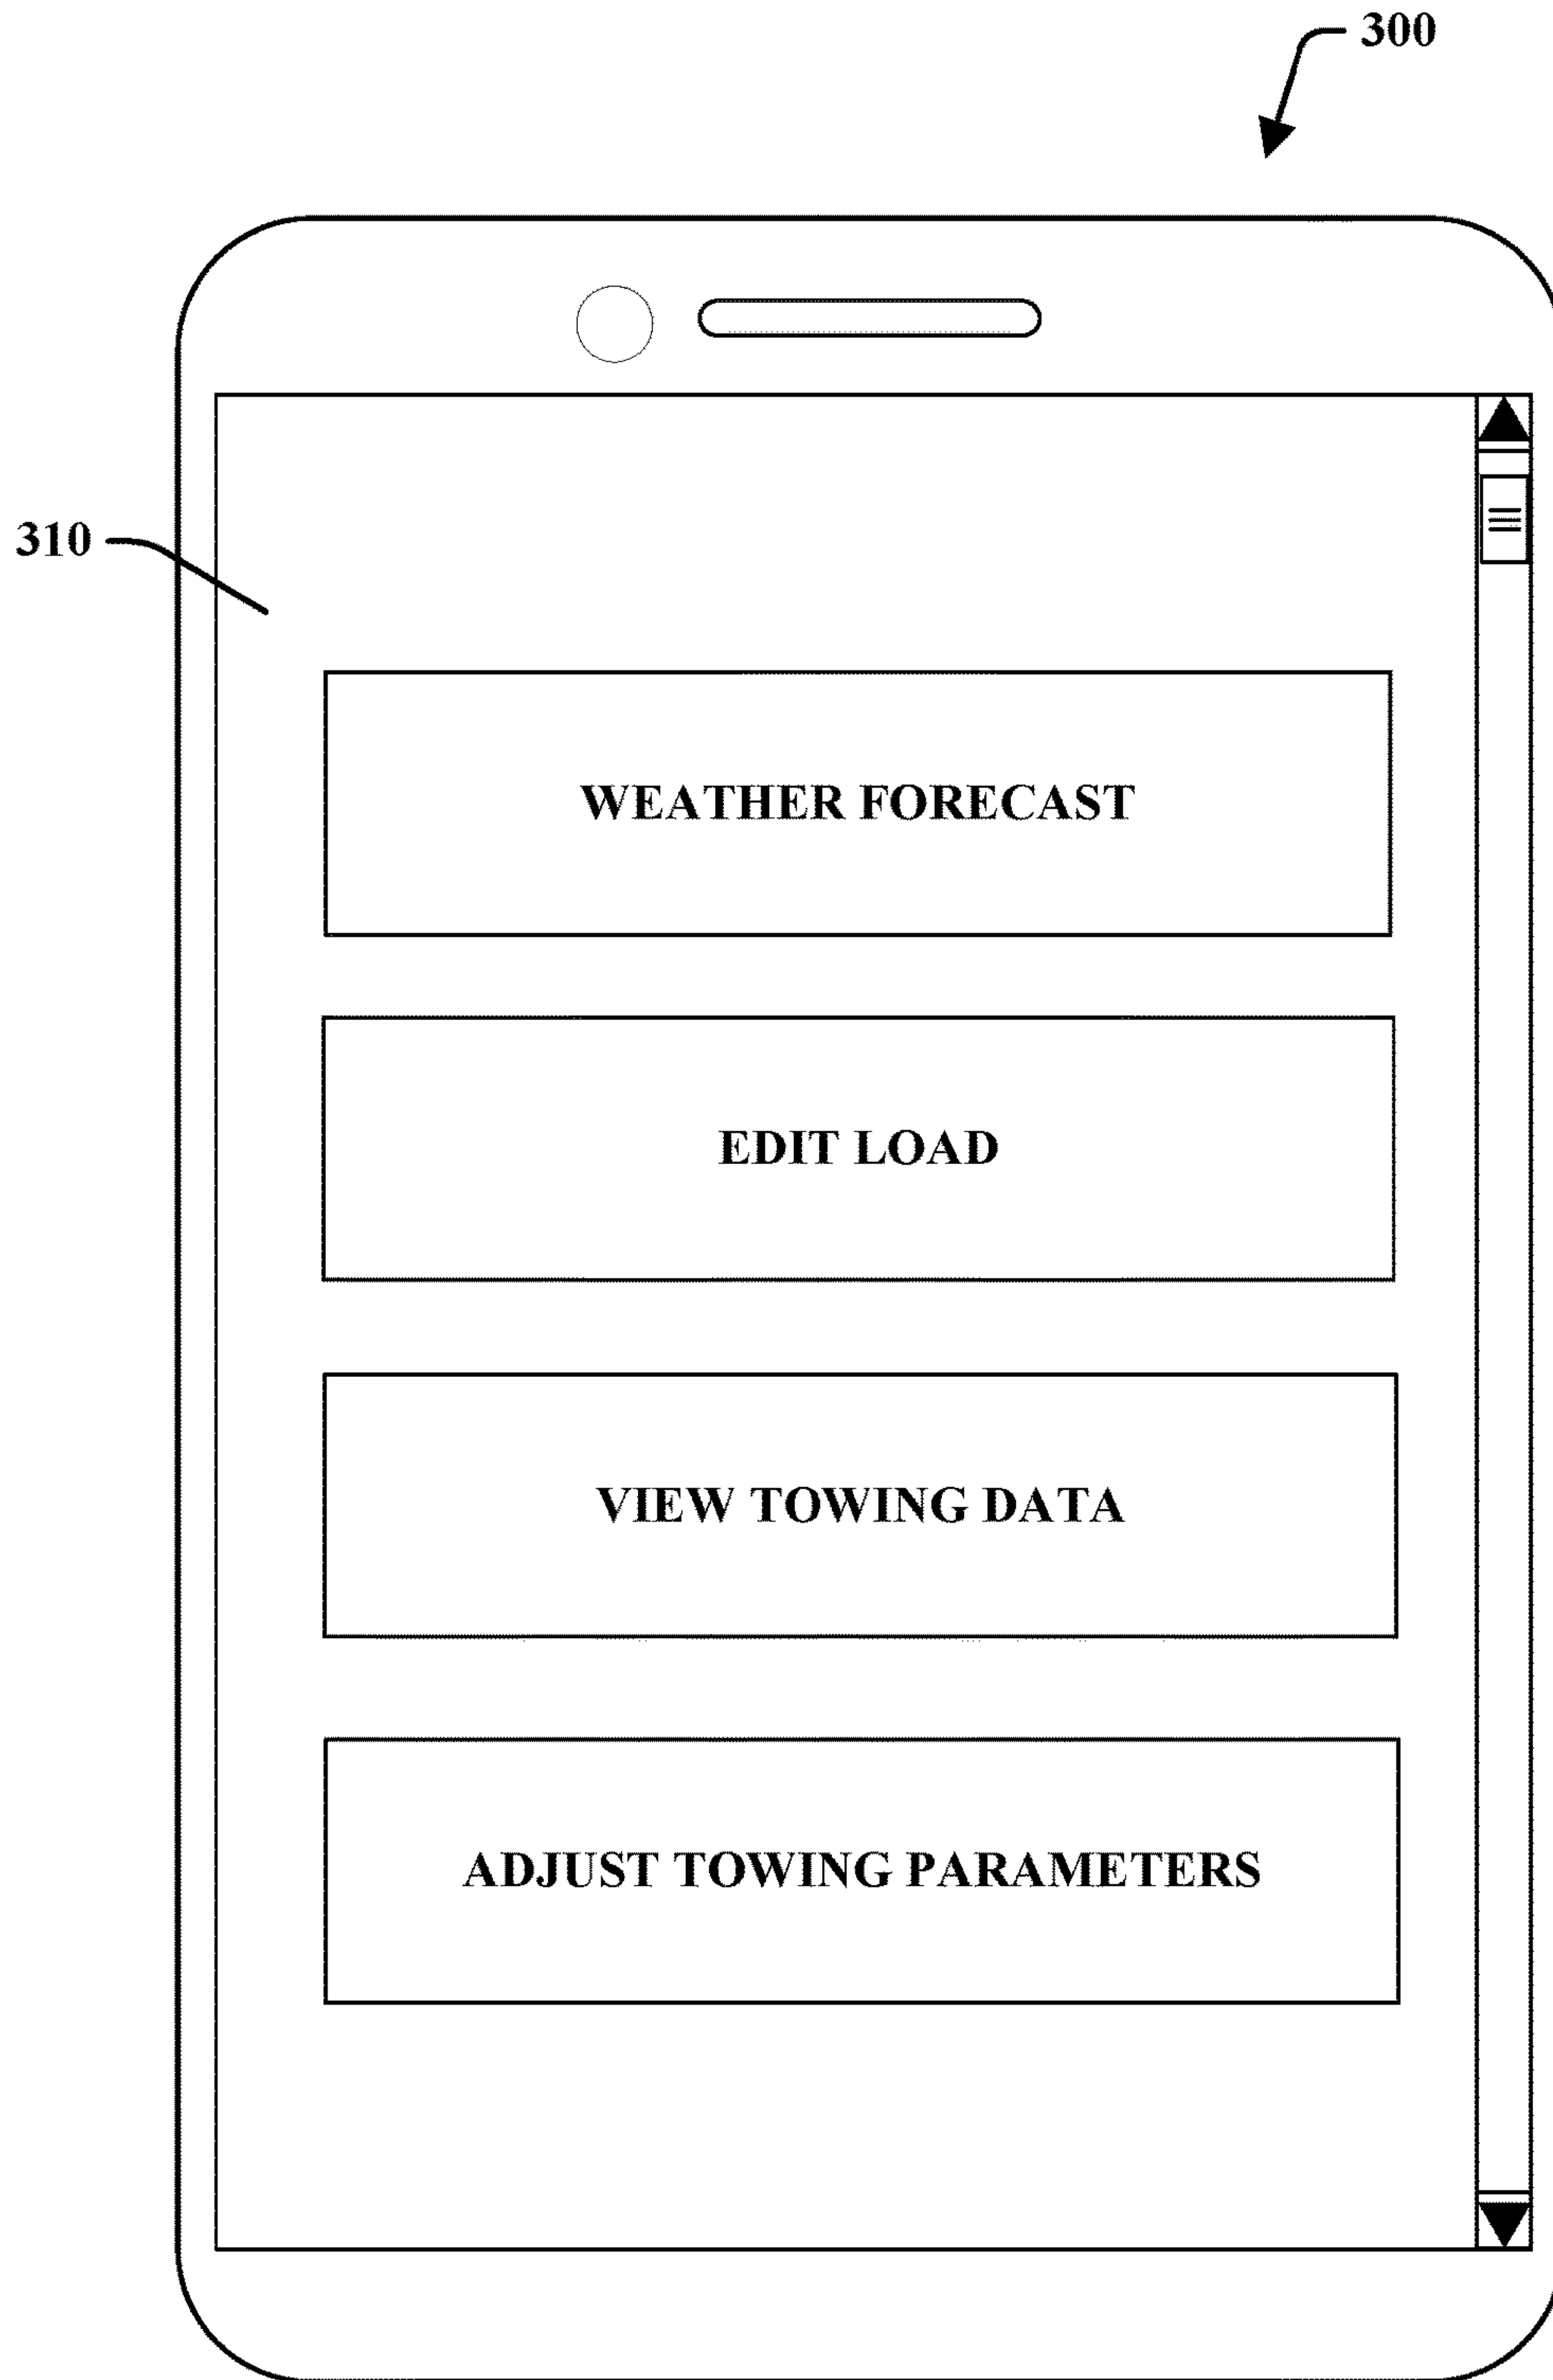 300
310
WEATHER FORECAST
EDIT LOAD
VIEW TOWING DATA
ADJUST TOWING PARAMETERS